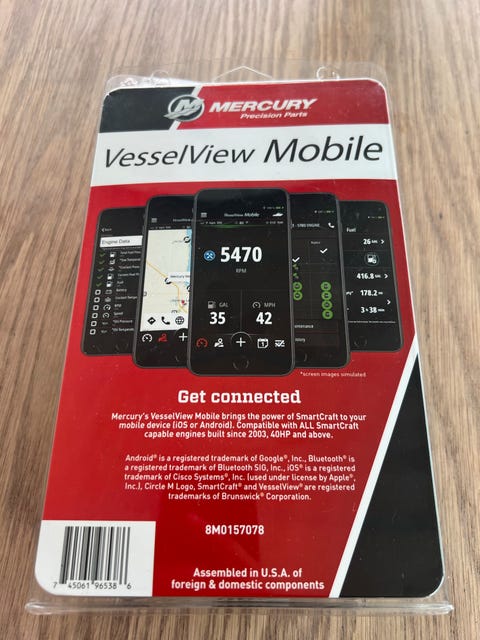 MERCURY
Precision Parts
VesselView Mobile
VesselView Mobile
5470
RPM
GAL
35
MPH
42
Engine Data
Fuel
26
416.8
178.2
3:38
*screen images simulated
Get connected
Mercury's VesselView Mobile brings the power of SmartCraft to your
mobile device (iOS or Android). Compatible with ALL SmartCraft
capable engines built since 2003, 40HP and above.
Android® is a registered trademark of Google®, Inc., Bluetooth® is
a registered trademark of Bluetooth SIG, Inc., iOS® is a registered
trademark of Cisco Systems®, Inc. (used under license by Apple®,
Inc.), Circle M Logo, SmartCraft® and VesselView® are registered
trademarks of Brunswick® Corporation.
8M0157078
7 45061 96538 6
Assembled in U.S.A. of
foreign & domestic components